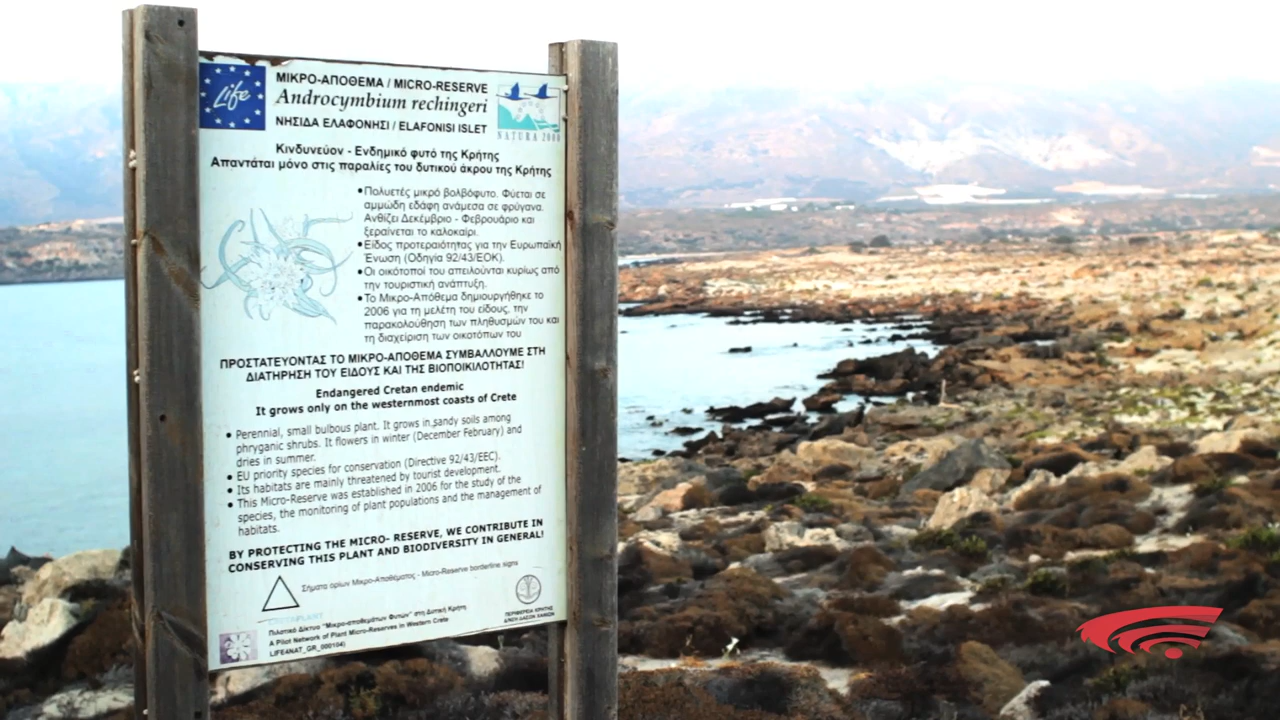 Life
ΜΙΚΡΟ-ΑΠΟΘΕΜΑ / MICRO-RESERVE
Androcymbium rechingeri
ΝΗΣΙΔΑ ΕΛΑΦΟΝΗΣΙ / ELAFONISI ISLET
NATURA 2000
Κινδυνεύον - Ενδημικό φυτό της Κρήτης
Απαντάται μόνο στις παραλίες του δυτικού άκρου της Κρήτης
•Πολυετές μικρό βολβόφυτο. Φύεται σε
αμμώδη εδάφη ανάμεσα σε φρύγανα.
Ανθίζει Δεκέμβριο - Φεβρουάριο και
ξεραίνεται το καλοκαίρι.
•Είδος προτεραιότητας για την Ευρωπαϊκή
Ένωση (Οδηγία 92/43/ΕΟΚ).
•Οι οικότοποί του απειλούνται κυρίως από
την τουριστική ανάπτυξη.
•Το Μικρο-Απόθεμα δημιουργήθηκε το
2006 για τη μελέτη του είδους, την
παρακολούθηση των πληθυσμών του και
τη διαχείριση των οικοτόπων του
ΠΡΟΣΤΑΤΕΥΟΝΤΑΣ ΤΟ ΜΙΚΡΟ-ΑΠΟΘΕΜΑ ΣΥΜΒΑΛΛΟΥΜΕ ΣΤΗ
ΔΙΑΤΗΡΗΣΗ ΤΟΥ ΕΙΔΟΥΣ ΚΑΙ ΤΗΣ ΒΙΟΠΟΙΚΙΛΟΤΗΤΑΣ!
Endangered Cretan endemic
It grows only on the westernmost coasts of Crete
• Perennial, small bulbous plant. It grows in sandy soils among
phryganic shrubs. It flowers in winter (December February) and
dries in summer.
• EU priority species for conservation (Directive 92/43/EEC).
• Its habitats are mainly threatened by tourist development.
• This Micro-Reserve was established in 2006 for the study of the
species, the monitoring of plant populations and the management of
habitats.
BY PROTECTING THE MICRO- RESERVE, WE CONTRIBUTE IN
CONSERVING THIS PLANT AND BIODIVERSITY IN GENERAL!
Σήματα ορίων Μικρο-Αποθέματος - Micro-Reserve borderline signs
ΠΕΡΙΦΕΡΕΙΑ ΚΡΗΤΗΣ
CRETAPLANT
Πιλοτικό Δίκτυο "Μικρο-αποθεμάτων Φυτών" στη Δυτική Κρήτη
A Pilot Network of Plant Micro-Reserves in Western Crete
LIFE4NAT_GR_000104)